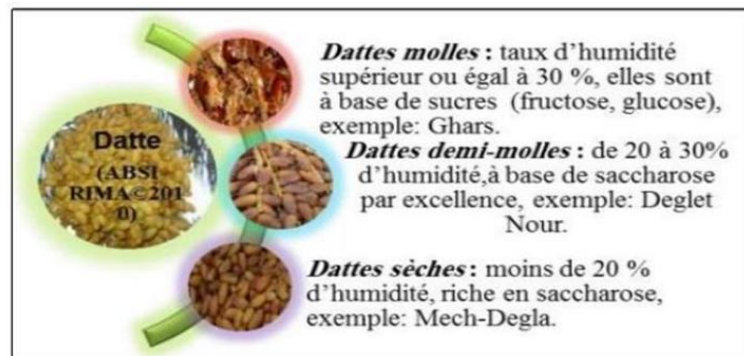 Datte
(ABSI
RIMA©201
0)
Dattes molles : taux d’humidité
supérieur ou égal à 30 %, elles sont
à base de sucres (fructose, glucose),
exemple: Ghars.
Dattes demi-molles : de 20 à 30%
d’humidité,à base de saccharose
par excellence, exemple: Deglet
Nour.
Dattes sèches : moins de 20 %
d’humidité, riche en saccharose,
exemple: Mech-Degla.